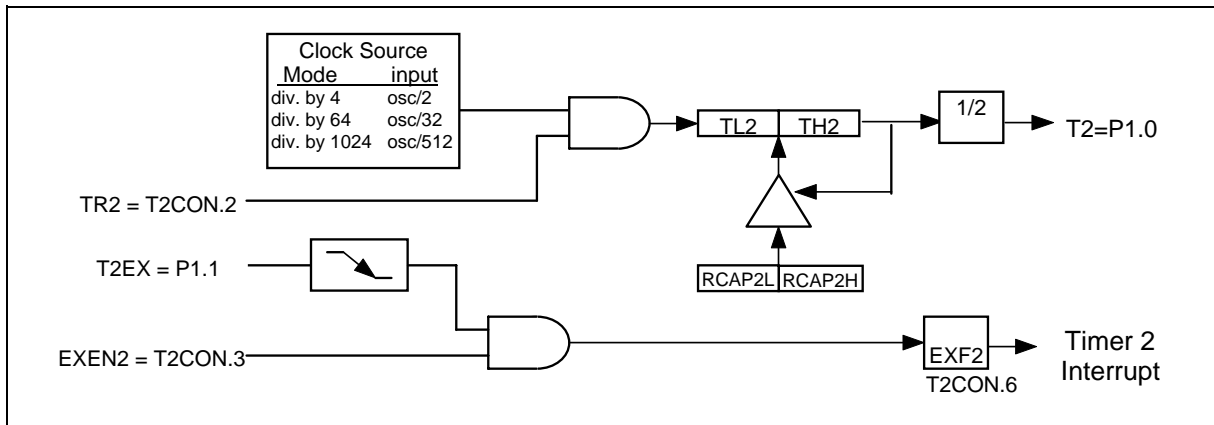 Clock Source
Mode input
div. by 4 osc/2
div. by 64 osc/32
div. by 1024 osc/512
TL2 TH2
1/2
T2=P1.0
TR2 = T2CON.2
T2EX = P1.1
RCAP2L RCAP2H
EXEN2 = T2CON.3
EXF2
T2CON.6
Timer 2
Interrupt